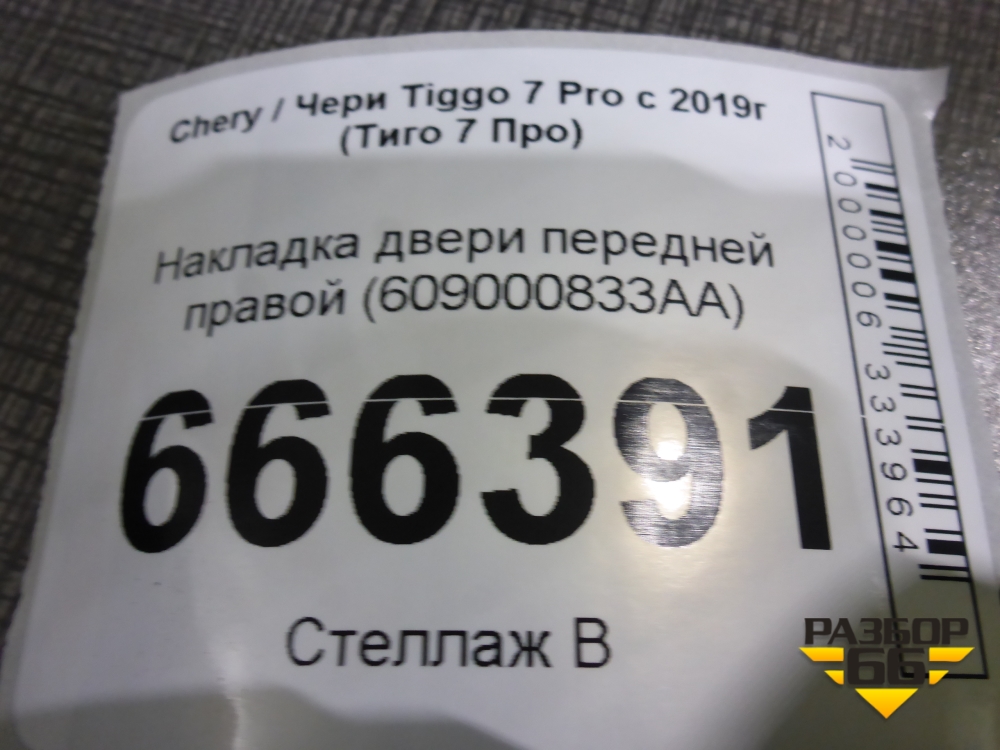 Chery / Чери Tiggo 7 Pro с 2019г
(Тиго 7 Про)
Накладка двери передней
правой (609000833AA)
666391
Стеллаж В
2000006333964
РАЗБОР
66